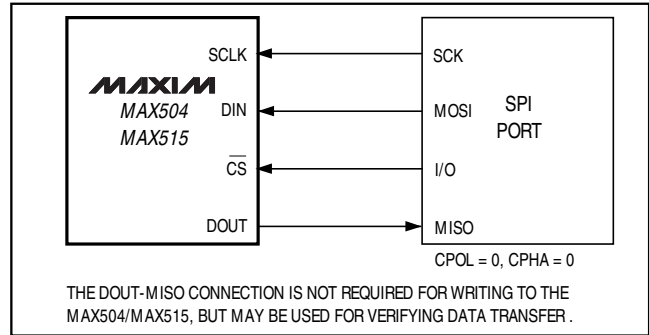 SCLK SCK
MAXIM
MAX504 DIN MOSI SPI
MAX515 PORT
C̅S̅ I/O
DOUT MISO
CPOL = 0, CPHA = 0
THE DOUT-MISO CONNECTION IS NOT REQUIRED FOR WRITING TO THE
MAX504/MAX515, BUT MAY BE USED FOR VERIFYING DATA TRANSFER .